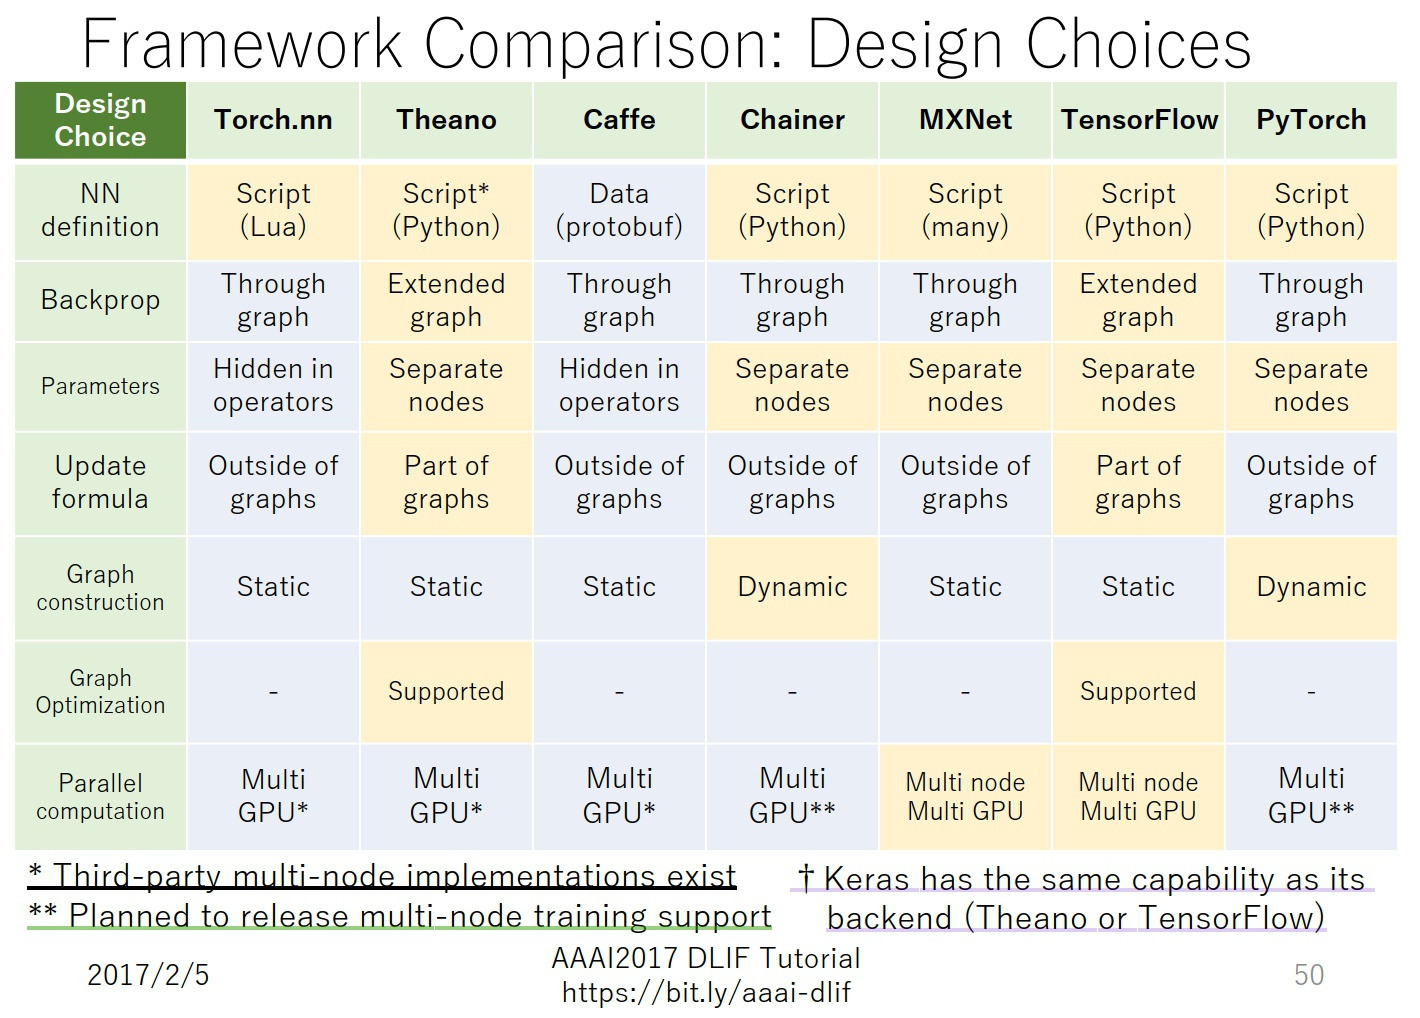 Framework Comparison: Design Choices
Design Choice | Torch.nn | Theano | Caffe | Chainer | MXNet | TensorFlow | PyTorch
NN definition | Script (Lua) | Script* (Python) | Data (protobuf) | Script (Python) | Script (many) | Script (Python) | Script (Python)
Backprop | Through graph | Extended graph | Through graph | Through graph | Through graph | Extended graph | Through graph
Parameters | Hidden in operators | Separate nodes | Hidden in operators | Separate nodes | Separate nodes | Separate nodes | Separate nodes
Update formula | Outside of graphs | Part of graphs | Outside of graphs | Outside of graphs | Outside of graphs | Part of graphs | Outside of graphs
Graph construction | Static | Static | Static | Dynamic | Static | Static | Dynamic
Graph Optimization | - | Supported | - | - | - | Supported | -
Parallel computation | Multi GPU* | Multi GPU* | Multi GPU* | Multi GPU** | Multi node Multi GPU | Multi node Multi GPU | Multi GPU**
* Third-party multi-node implementations exist
** Planned to release multi-node training support
† Keras has the same capability as its
backend (Theano or TensorFlow)
2017/2/5
AAAI2017 DLIF Tutorial
https://bit.ly/aaai-dlif
50